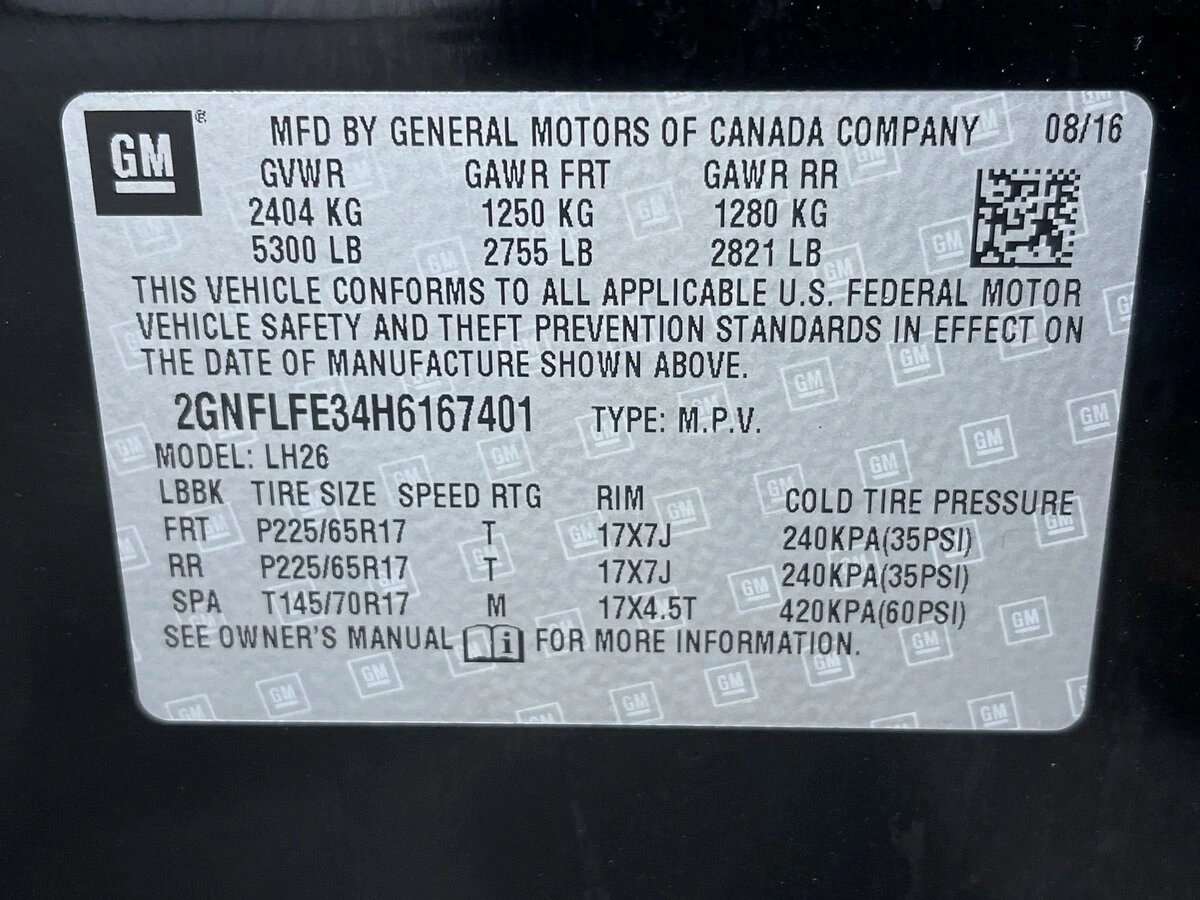 GM
MFD BY GENERAL MOTORS OF CANADA COMPANY 08/16
GVWR GAWR FRT GAWR RR
2404 KG 1250 KG 1280 KG
5300 LB 2755 LB 2821 LB
THIS VEHICLE CONFORMS TO ALL APPLICABLE U.S. FEDERAL MOTOR
VEHICLE SAFETY AND THEFT PREVENTION STANDARDS IN EFFECT ON
THE DATE OF MANUFACTURE SHOWN ABOVE.
2GNFLFE34H6167401 TYPE: M.P.V.
MODEL: LH26
LBBK TIRE SIZE SPEED RTG RIM COLD TIRE PRESSURE
FRT P225/65R17 T 17X7J 240KPA(35PSI)
RR P225/65R17 T 17X7J 240KPA(35PSI)
SPA T145/70R17 M 17X4.5T 420KPA(60PSI)
SEE OWNER'S MANUAL i FOR MORE INFORMATION.